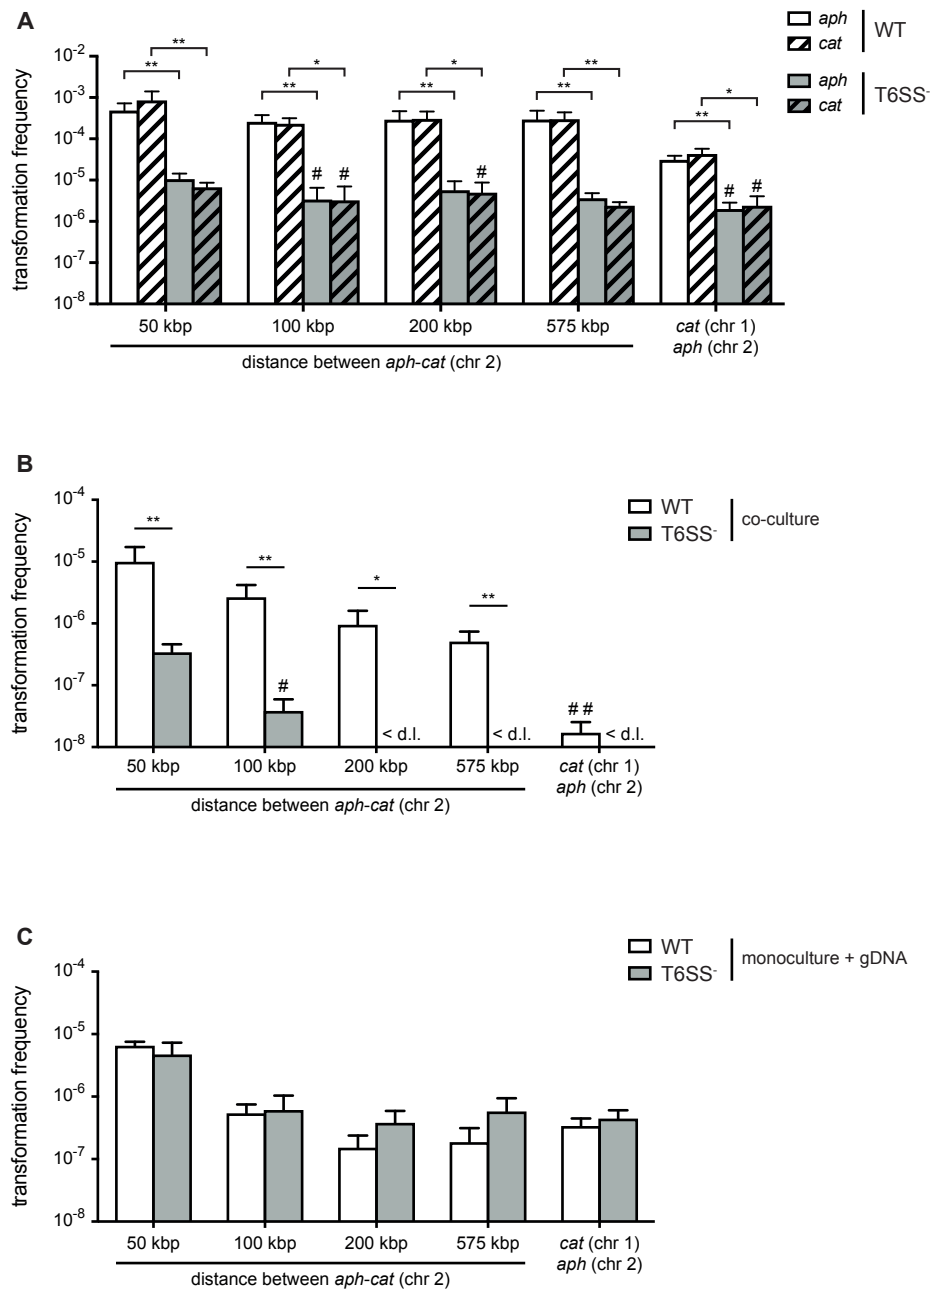 A
aph
cat
WT
aph
cat
T6SS-
transformation frequency
10-2
10-3
10-4
10-5
10-6
10-7
10-8
** **
** *
** *
** **
** *
# #
#
# #
50 kbp 100 kbp 200 kbp 575 kbp cat (chr 1)
aph (chr 2)
distance between aph-cat (chr 2)
B
WT
T6SS-
co-culture
transformation frequency
10-4
10-5
10-6
10-7
10-8
** ** * **
# ##
< d.l. < d.l. < d.l.
50 kbp 100 kbp 200 kbp 575 kbp cat (chr 1)
aph (chr 2)
distance between aph-cat (chr 2)
C
WT
T6SS-
monoculture + gDNA
transformation frequency
10-4
10-5
10-6
10-7
10-8
50 kbp 100 kbp 200 kbp 575 kbp cat (chr 1)
aph (chr 2)
distance between aph-cat (chr 2)